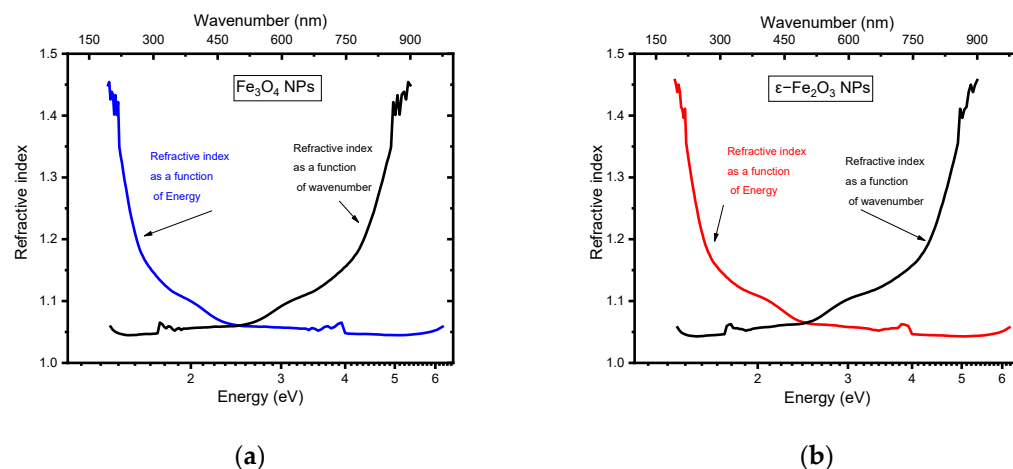 Wavenumber (nm)
150 300 450 600 750 900
1.5
1.4
1.3
1.2
1.1
1.0
Refractive index
Fe₃O₄ NPs
Refractive index
as a function
of Energy
Refractive index
as a function
of wavenumber
2 3 4 5 6
Energy (eV)
(a)
Wavenumber (nm)
150 300 450 600 750 900
1.5
1.4
1.3
1.2
1.1
1.0
Refractive index
ε−Fe₂O₃ NPs
Refractive index
as a function
of Energy
Refractive index
as a function
of wavenumber
2 3 4 5 6
Energy (eV)
(b)